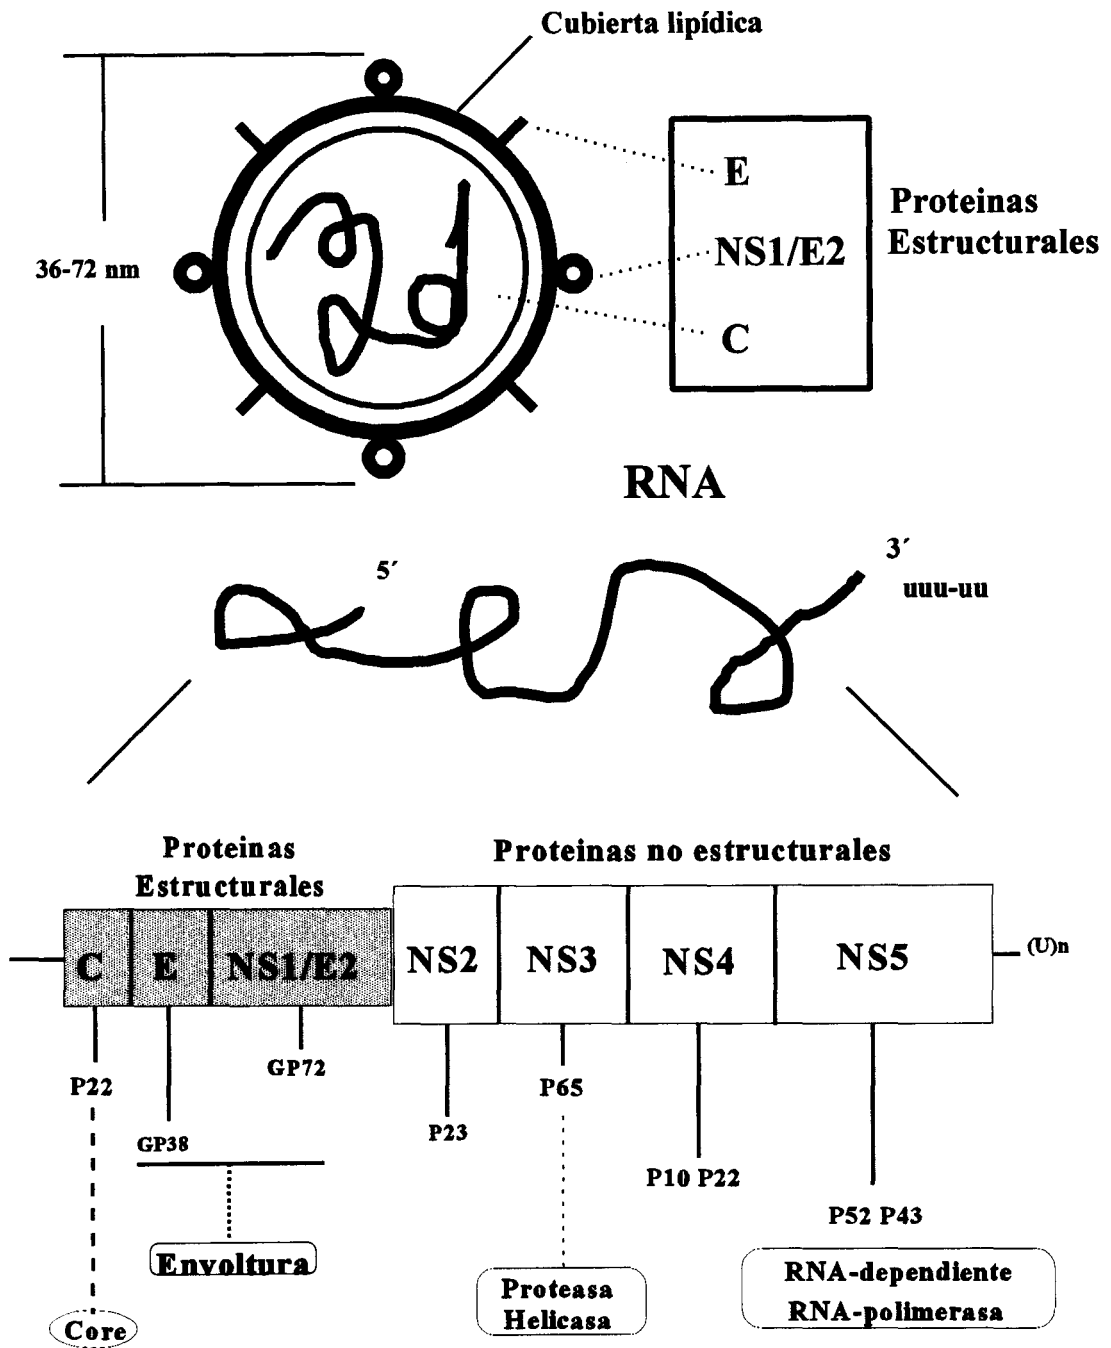 Cubierta lipídica
E
NS1/E2
C
Proteinas
Estructurales
36-72 nm
RNA
5´
3´
uuu-uu
Proteinas
Estructurales
Proteinas no estructurales
C
E
NS1/E2
NS2
NS3
NS4
NS5
(U)n
P22
GP38
GP72
P23
P65
P10 P22
P52 P43
Envoltura
Core
Proteasa
Helicasa
RNA-dependiente
RNA-polimerasa